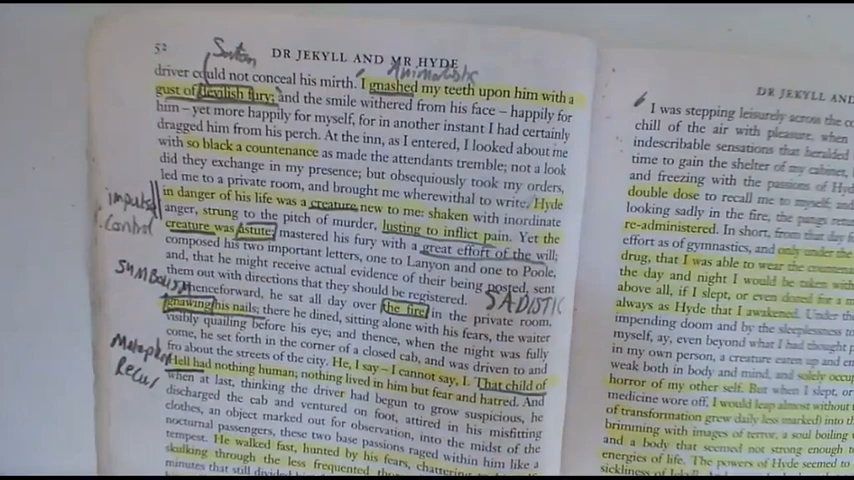 52
Satan
DR JEKYLL AND MR HYDE
Animalistic
driver could not conceal his mirth. I gnashed my teeth upon him with a
gust of devilish fury; and the smile withered from his face – happily for
him – yet more happily for myself, for in another instant I had certainly
dragged him from his perch. At the inn, as I entered, I looked about me
with so black a countenance as made the attendants tremble; not a look
did they exchange in my presence; but obsequiously took my orders,
led me to a private room, and brought me wherewithal to write. Hyde
in danger of his life was a creature new to me: shaken with inordinate
anger, strung to the pitch of murder, lusting to inflict pain. Yet the
creature was astute; mastered his fury with a great effort of the will;
composed his two important letters, one to Lanyon and one to Poole,
and, that he might receive actual evidence of their being posted, sent
them out with directions that they should be registered.
henceforward, he sat all day over the fire in the private room,
gnawing his nails; there he dined, sitting alone with his fears, the waiter
visibly quailing before his eye; and thence, when the night was fully
come, he set forth in the corner of a closed cab, and was driven to and
fro about the streets of the city. He, I say – I cannot say, I. That child of
Hell had nothing human; nothing lived in him but fear and hatred. And
when at last, thinking the driver had begun to grow suspicious, he
discharged the cab and ventured on foot, attired in his misfitting
clothes, an object marked out for observation, into the midst of the
nocturnal passengers, these two base passions raged within him like a
tempest. He walked fast, hunted by his fears, chattering to
skulking through the less frequented
minutes that still divided
impulse
control
SYMBOLISM
SADISTIC
Metaphor
Recur
DR JEKYLL AND
I was stepping leisurely across the
chill of the air with pleasure, when
indescribable sensations that heralded
time to gain the shelter of my cabinet,
and freezing with the passions of Hyd
double dose to recall me to myself; and
looking sadly in the fire, the pangs retur
re-administered. In short, from that day
effort as of gymnastics, and only under the
drug, that I was able to wear the countena
the day and night I would be taken with
above all, if I slept, or even dozed for a m
always as Hyde that I awakened. Under
impending doom and by the sleeplessness to
myself, ay, even beyond what I had thought
in my own person, a creature eaten up an
weak both in body and mind, and solely occup
horror of my other self. But when I slept, or
medicine wore off, I would leap almost without
of transformation grew daily less marked) into th
brimming with images of terror, a soul boiling
and a body that seemed not strong enough to
energies of life. The powers of Hyde seemed to
sickliness of Jekyll. And